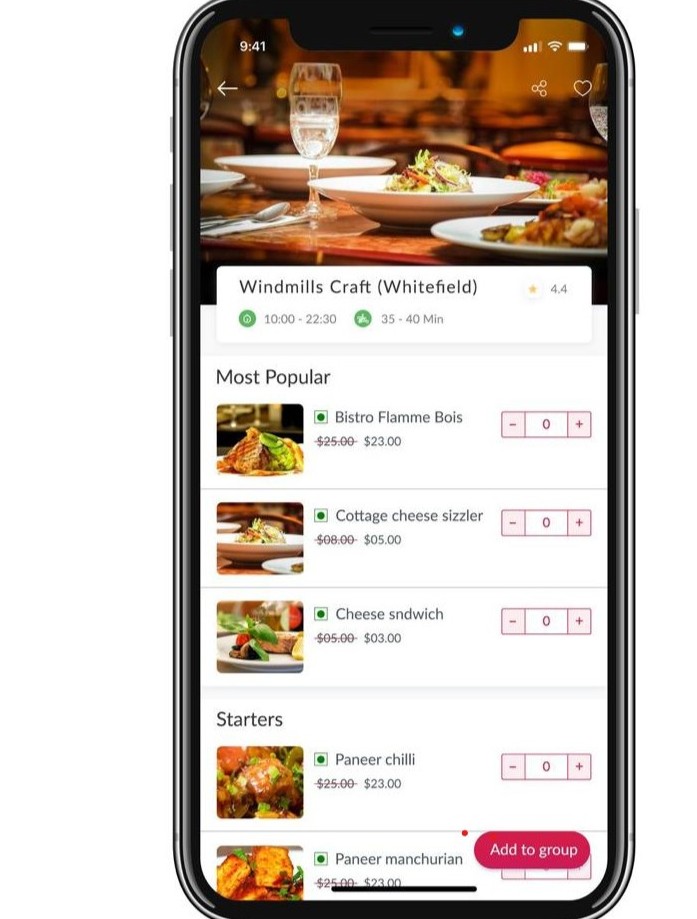 9:41
Windmills Craft (Whitefield)
4.4
10:00 - 22:30 35 - 40 Min
Most Popular
Bistro Flamme Bois
- 0 +
$25.00 $23.00
Cottage cheese sizzler
- 0 +
$08.00 $05.00
Cheese sndwich
- 0 +
$05.00 $03.00
Starters
Paneer chilli
- 0 +
$25.00 $23.00
Add to group
Paneer manchurian
$25.00 $23.00